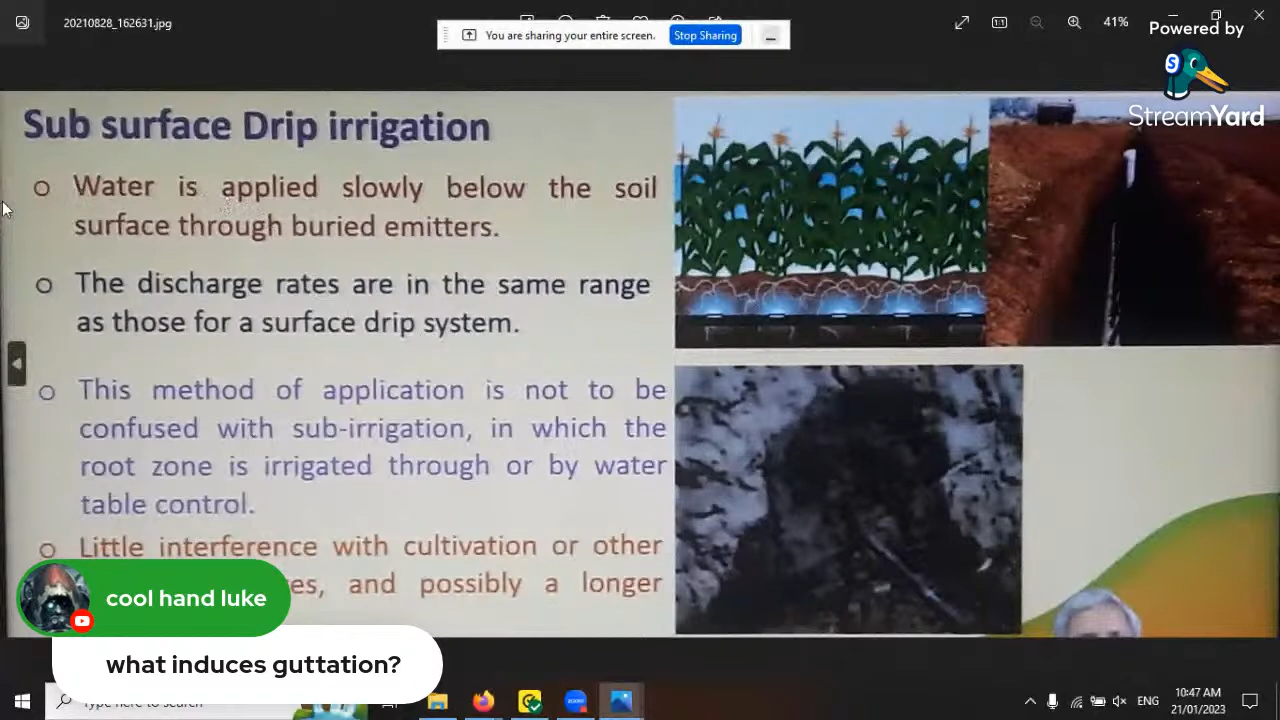 20210828_162631.jpg
You are sharing your entire screen.
Stop Sharing
41%
Powered by
StreamYard
Sub surface Drip irrigation
Water is applied slowly below the soil
surface through buried emitters.
The discharge rates are in the same range
as those for a surface drip system.
This method of application is not to be
confused with sub-irrigation, in which the
root zone is irrigated through or by water
table control.
Little interference with cultivation or other
es, and possibly a longer
cool hand luke
what induces guttation?
Type here to search
zoom
ENG
10:47 AM
21/01/2023